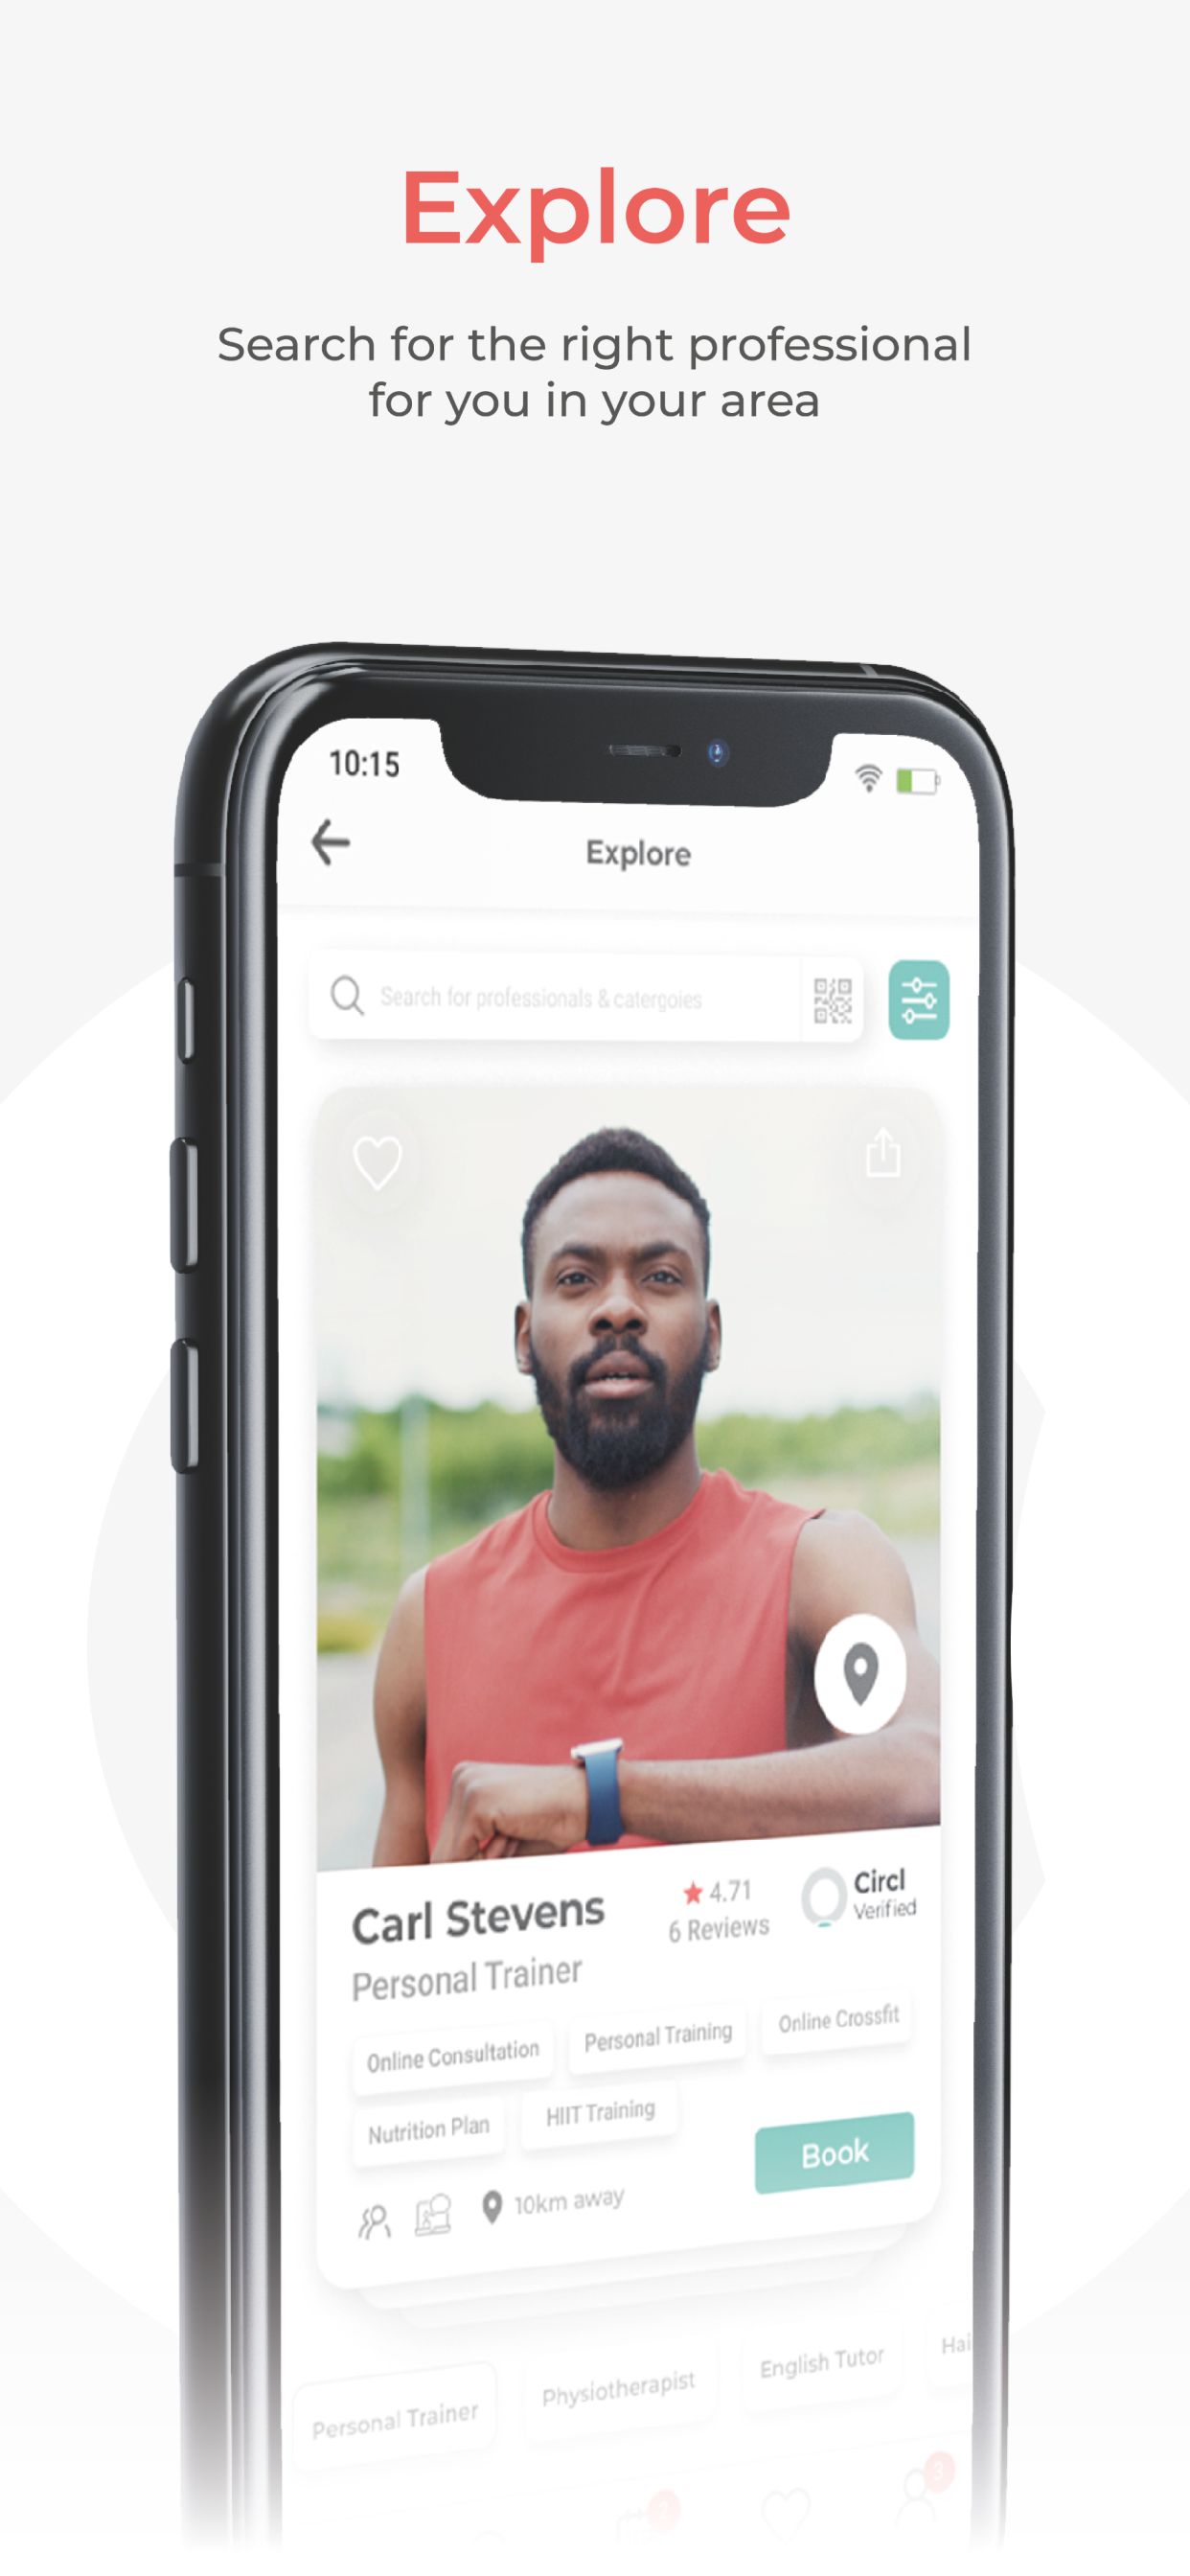 Explore
Search for the right professional
for you in your area
10:15
Explore
Search for professionals & catergoies
Carl Stevens
4.71
6 Reviews
Circl
Verified
Personal Trainer
Online Consultation
Personal Training
Online Crossfit
Nutrition Plan
HIIT Training
Book
10km away
Personal Trainer
Physiotherapist
English Tutor
Hai
2
3